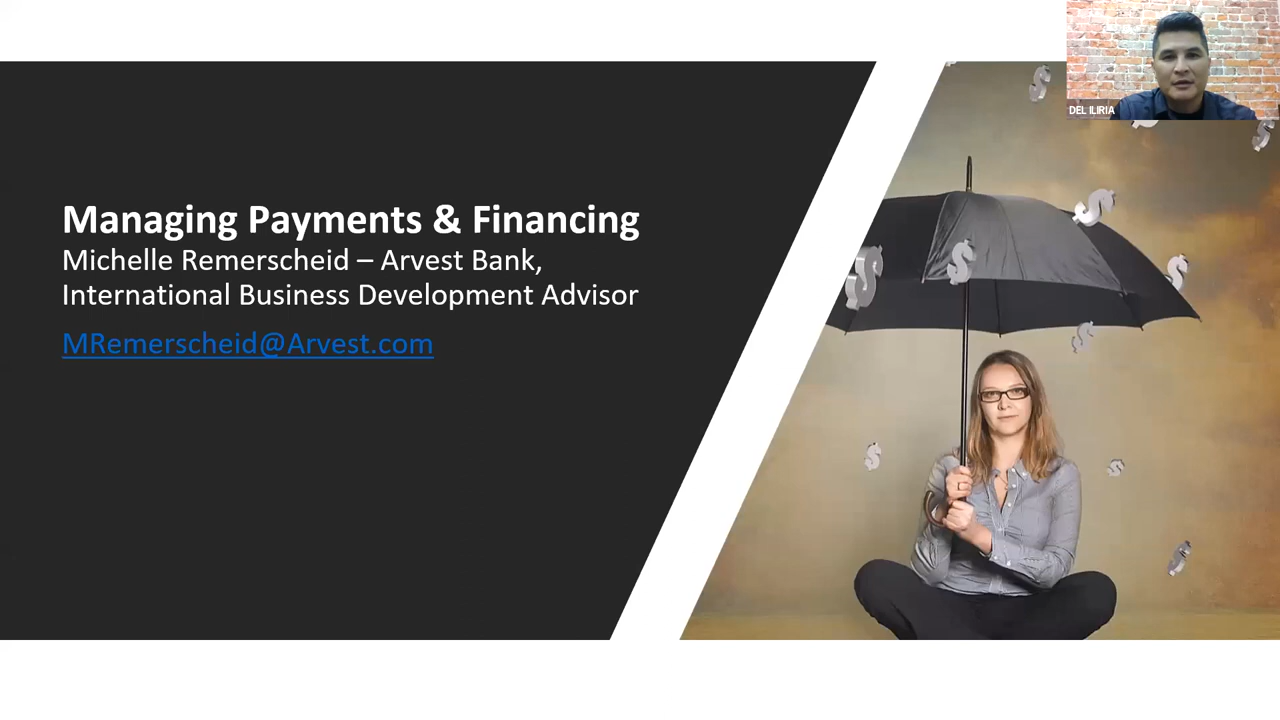 DEL ILIRIA
Managing Payments & Financing
Michelle Remerscheid – Arvest Bank,
International Business Development Advisor
MRemerscheid@Arvest.com